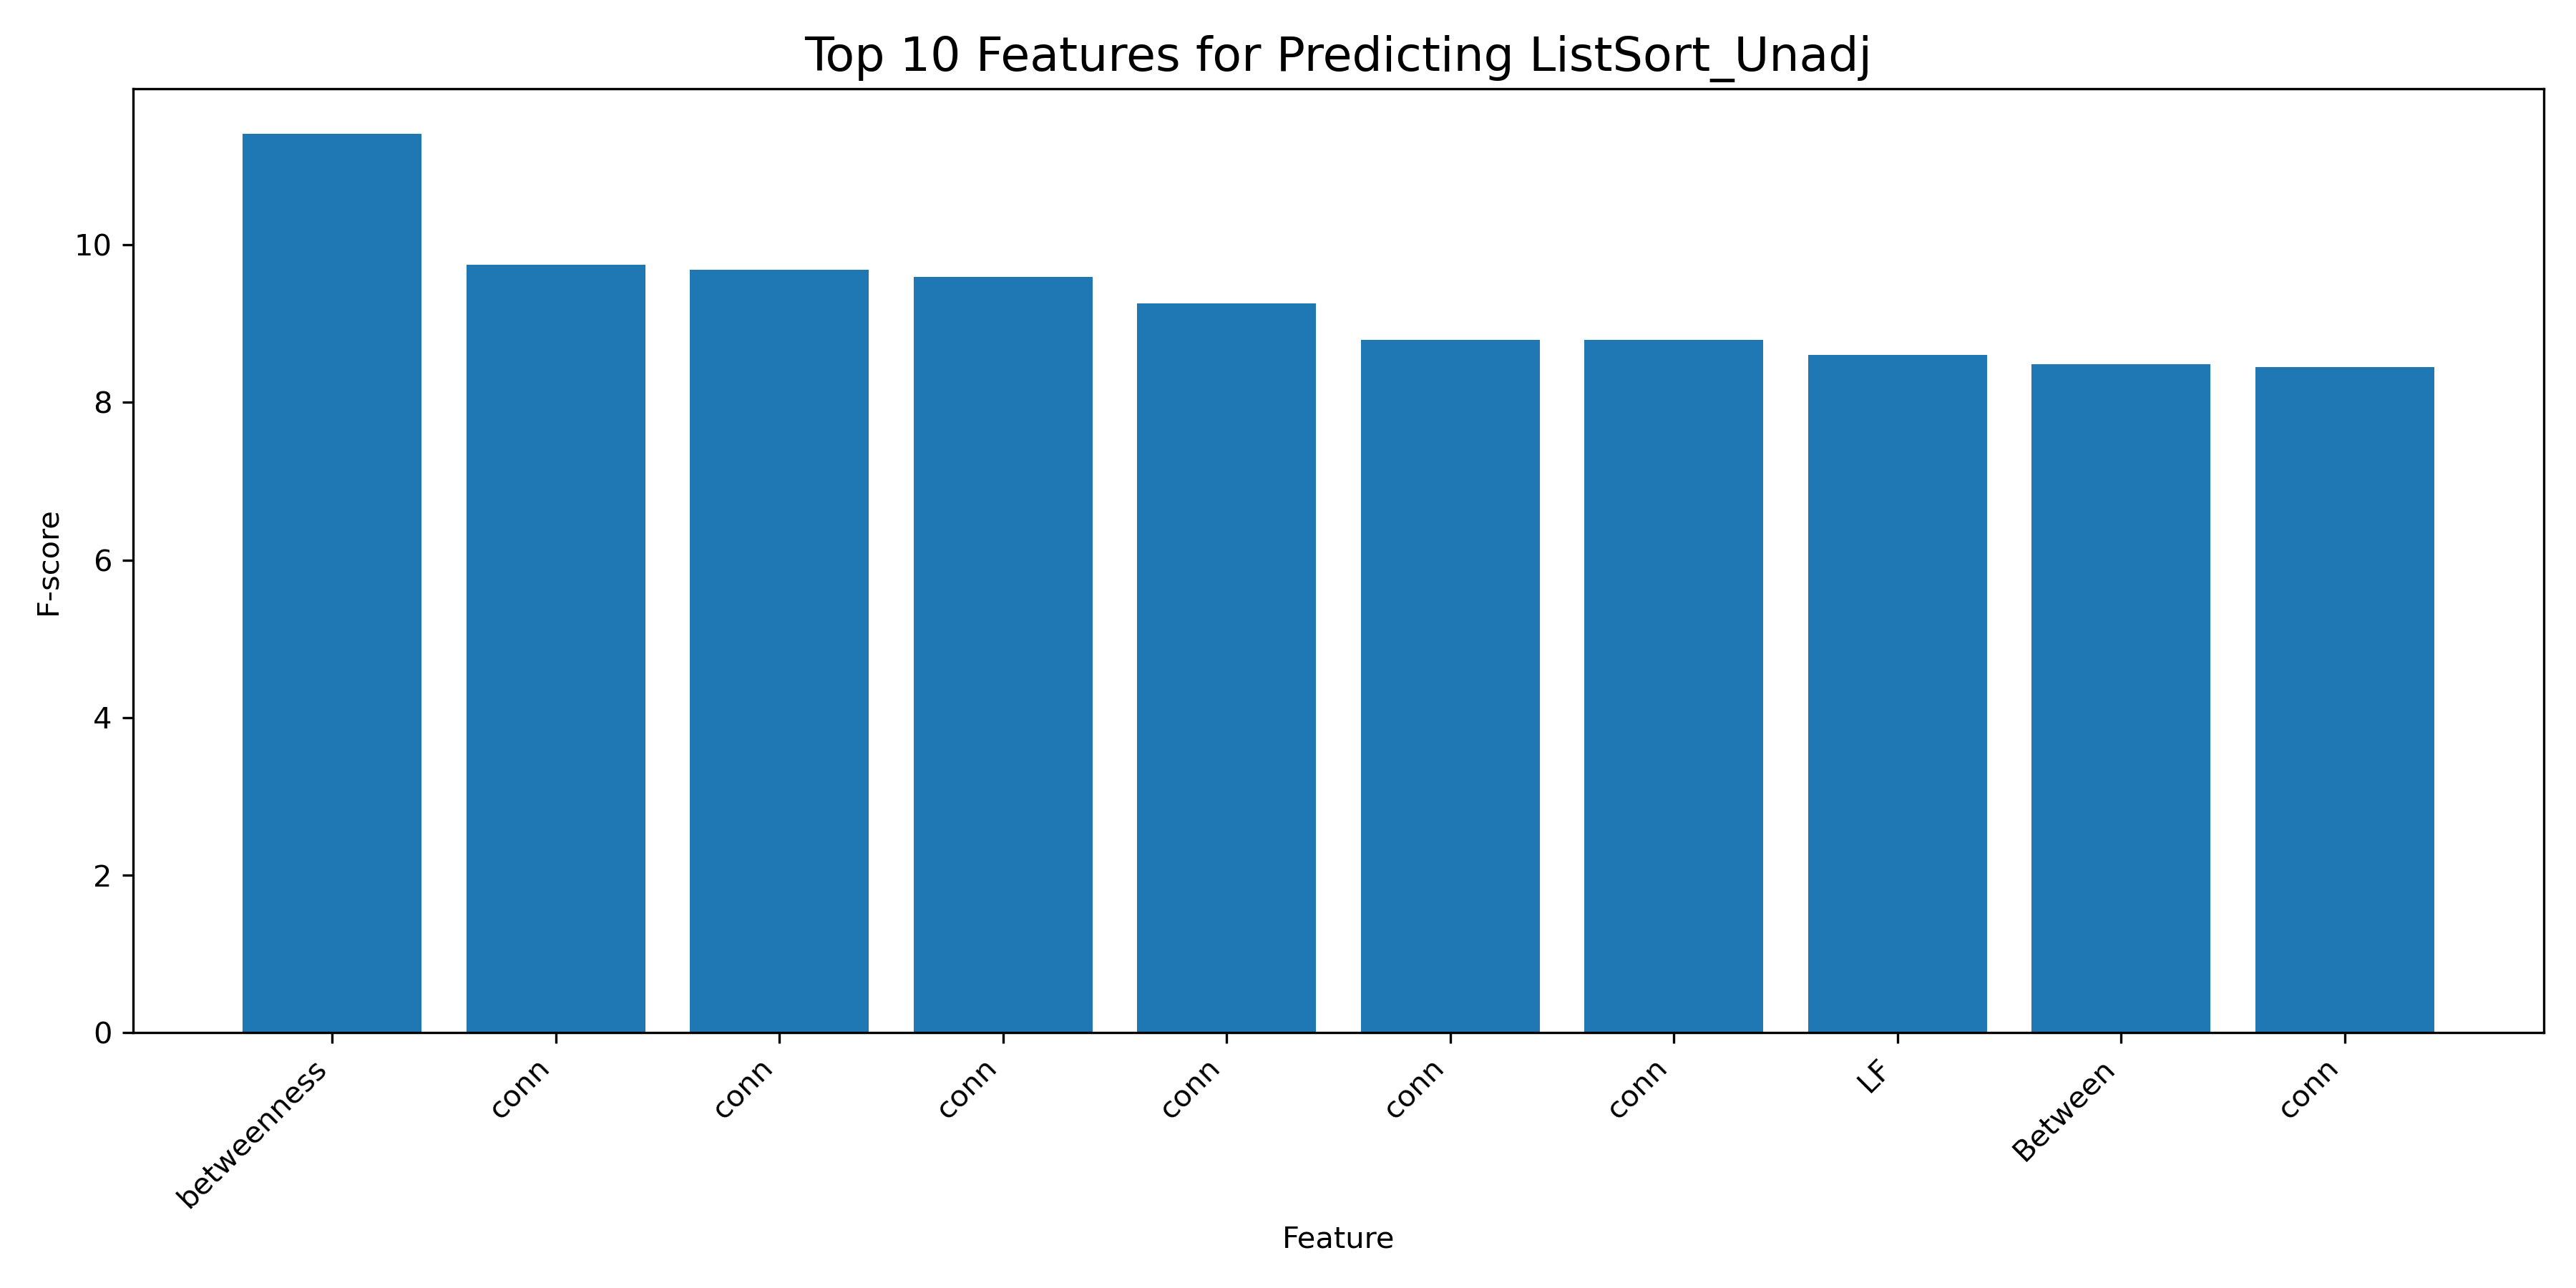 Top 10 Features for Predicting ListSort_Unadj
F-score
10
8
6
4
2
0
betweenness
conn
conn
conn
conn
conn
conn
LF
Between
conn
Feature